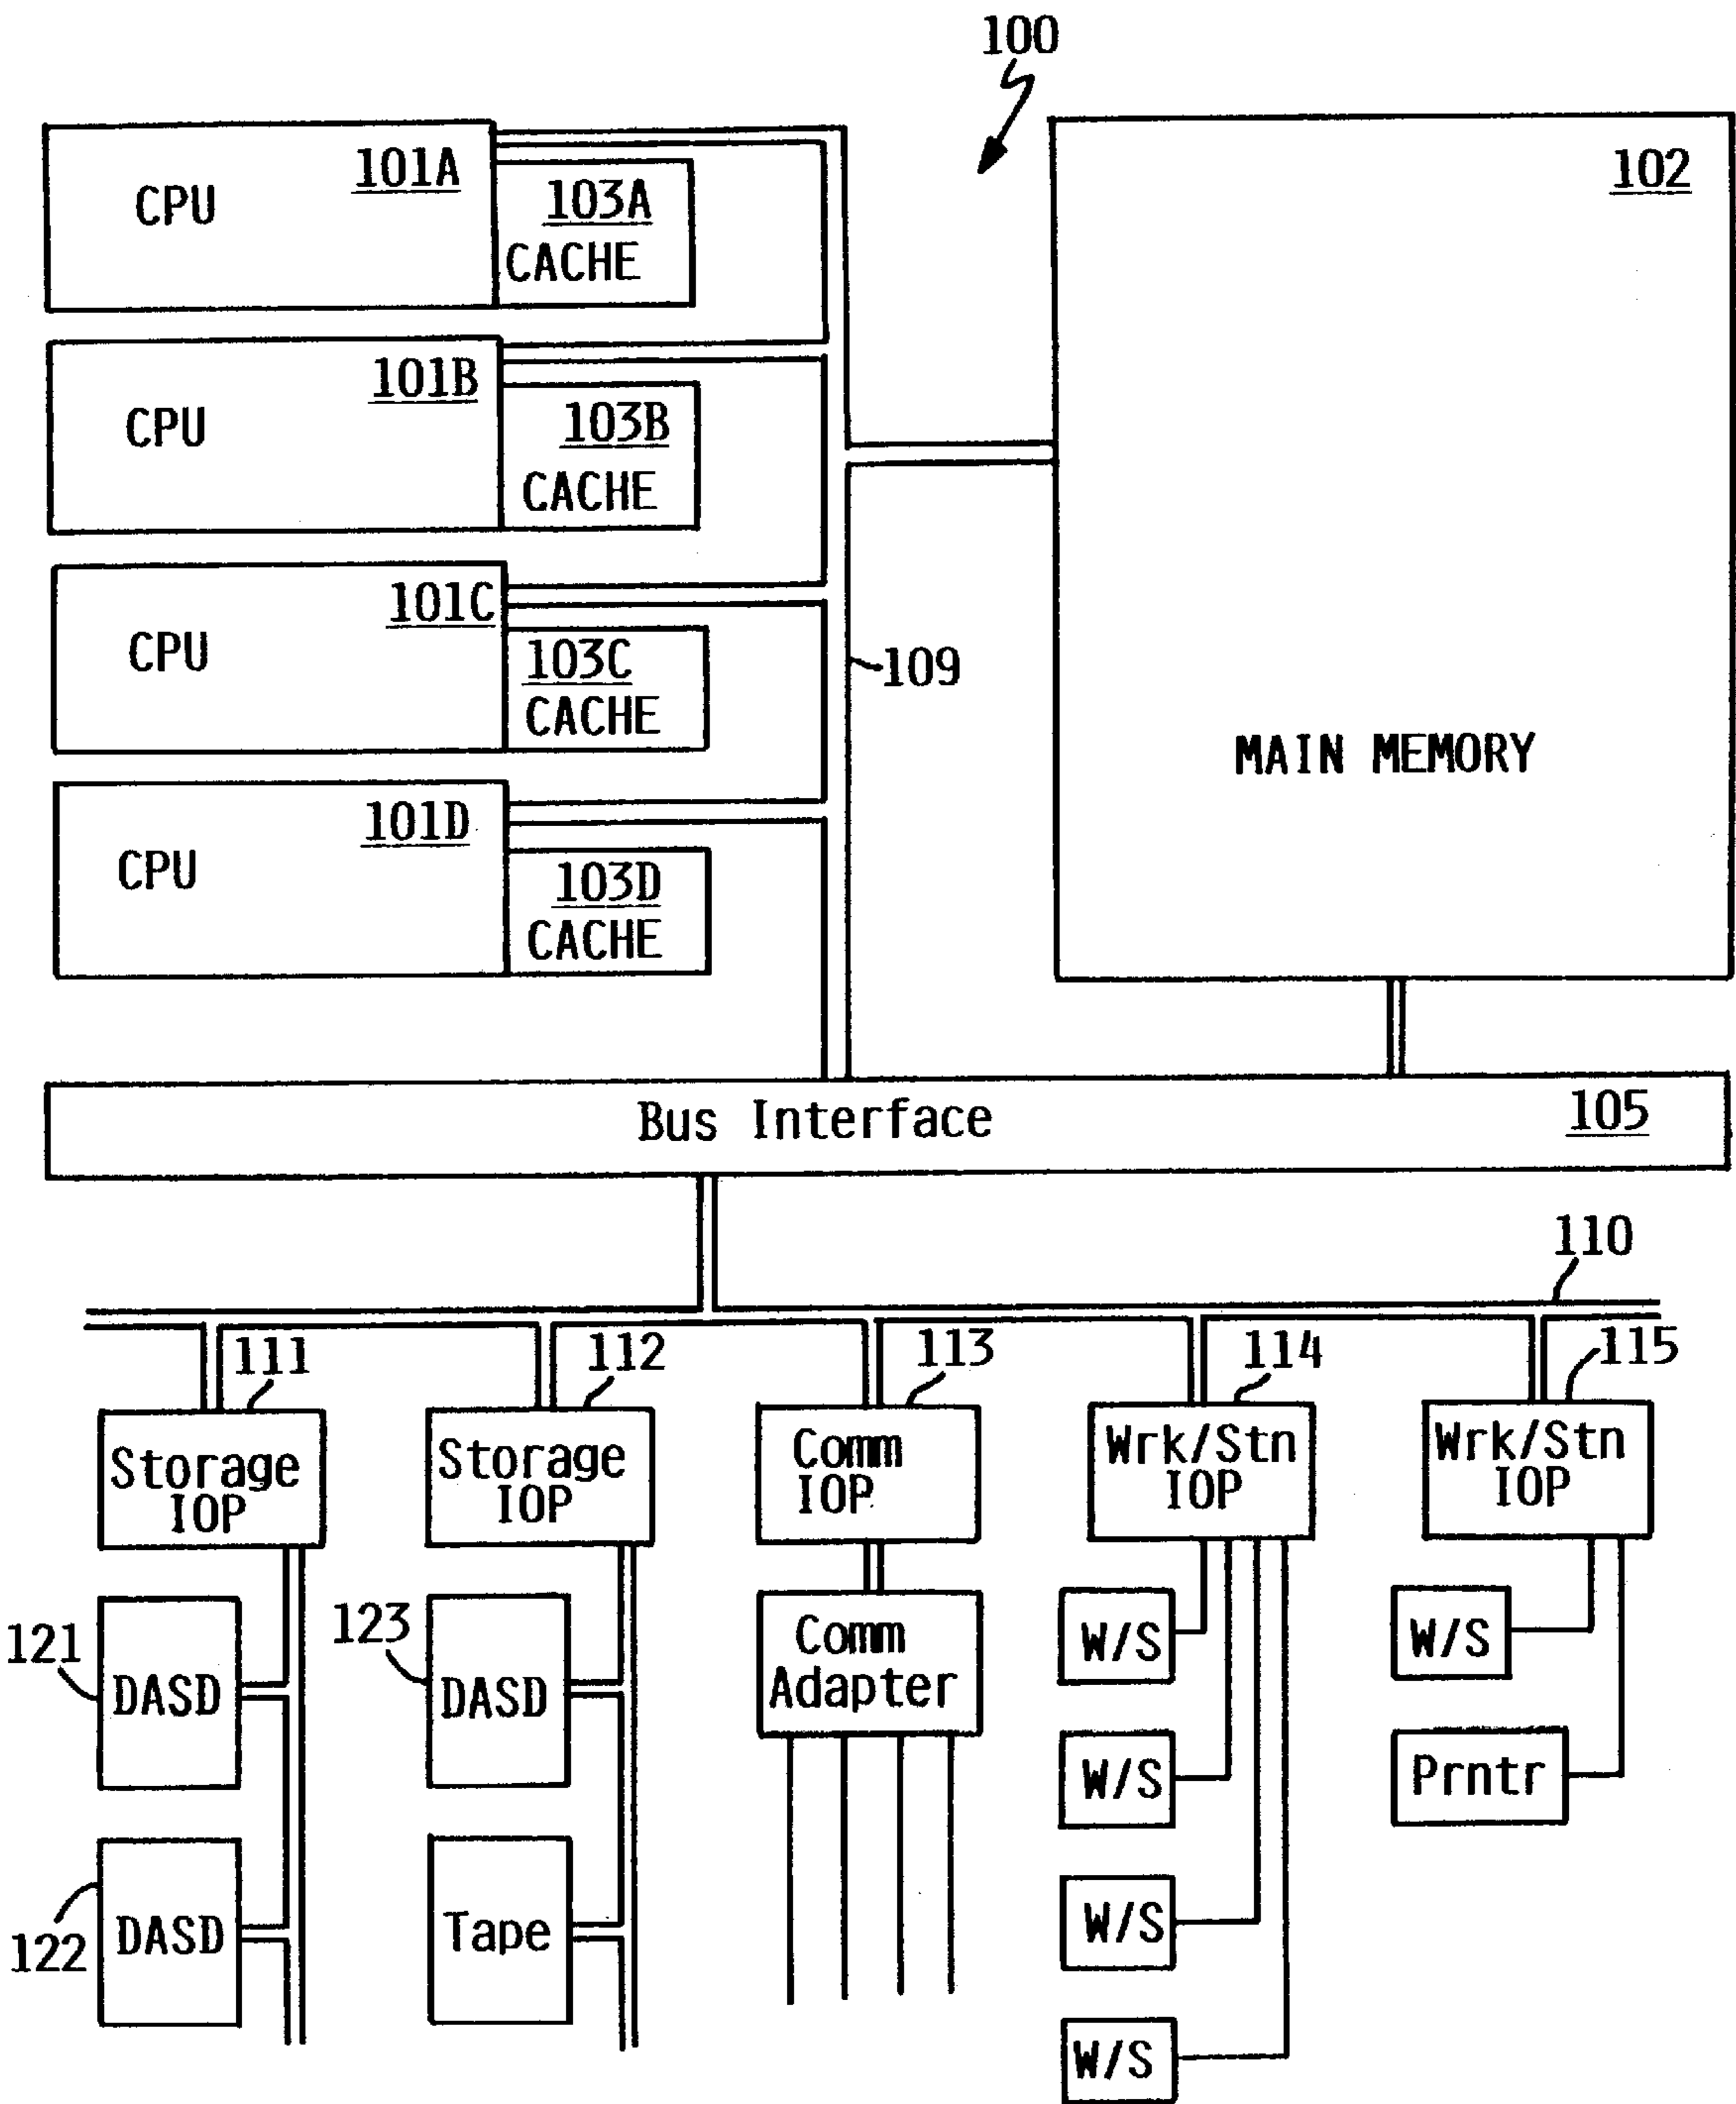 100
101A
CPU
103A
CACHE
102
101B
CPU
103B
CACHE
101C
CPU
103C
CACHE
109
MAIN MEMORY
101D
CPU
103D
CACHE
Bus Interface
105
110
111
112
113
114
115
Storage
IOP
Storage
IOP
Comm
IOP
Wrk/Stn
IOP
Wrk/Stn
IOP
121
DASD
123
DASD
Comm
Adapter
W/S
W/S
W/S
Prntr
122
DASD
Tape
W/S
W/S